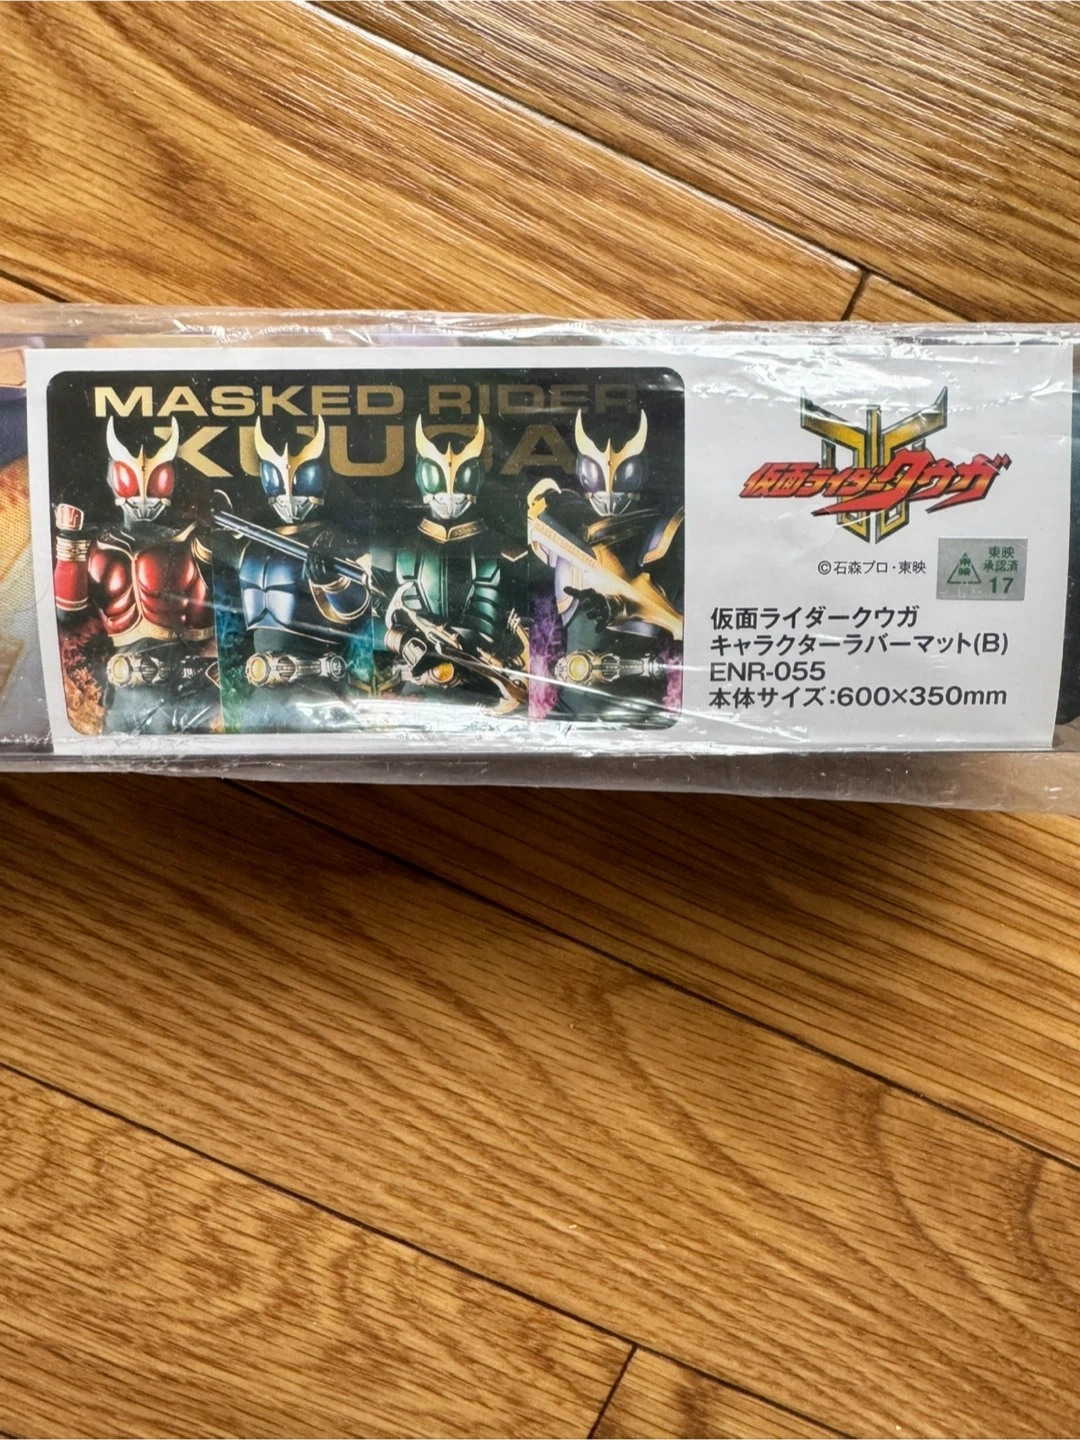 MASKED RIDER
KUUGA
仮面ライダークウガ
©石森プロ・東映
東映
承認済
17
東映
仮面ライダークウガ
キャラクターラバーマット(B)
ENR-055
本体サイズ:600×350mm